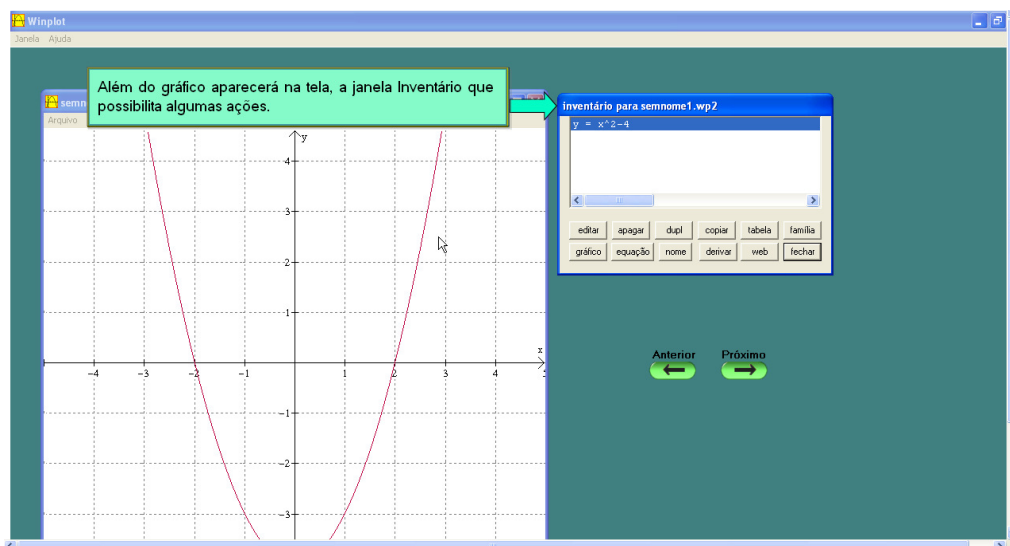 Winplot
Janela Ajuda
Além do gráfico aparecerá na tela, a janela Inventário que
possibilita algumas ações.
Arquivo
inventário para semnome1.wp2
y = x^2-4
editar apagar dupl copiar tabela família
gráfico equação nome derivar web fechar
y
4
3
2
1
x
-4 -3 -2 -1 1 2 3 4
-1
-2
-3
Anterior Próximo